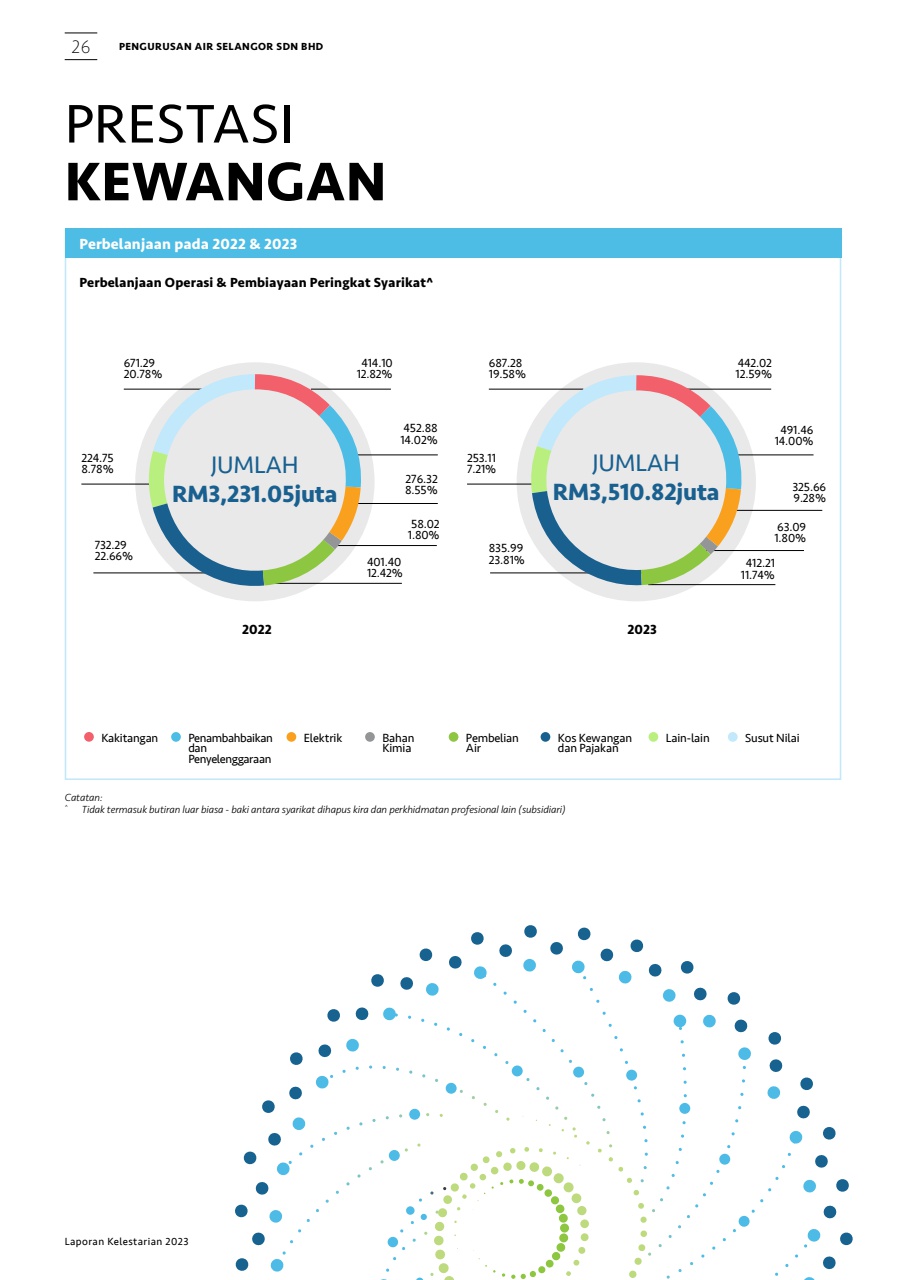 26
PENGURUSAN AIR SELANGOR SDN BHD
PRESTASI
KEWANGAN
Perbelanjaan pada 2022 & 2023
Perbelanjaan Operasi & Pembiayaan Peringkat Syarikat^
671.29
20.78%
414.10
12.82%
452.88
14.02%
224.75
8.78%
276.32
8.55%
JUMLAH
RM3,231.05juta
58.02
1.80%
732.29
22.66%
401.40
12.42%
2022
687.28
19.58%
442.02
12.59%
491.46
14.00%
253.11
7.21%
325.66
9.28%
JUMLAH
RM3,510.82juta
63.09
1.80%
835.99
23.81%
412.21
11.74%
2023
Kakitangan
Penambahbaikan
dan
Penyelenggaraan
Elektrik
Bahan
Kimia
Pembelian
Air
Kos Kewangan
dan Pajakan
Lain-lain
Susut Nilai
Catatan:
^ Tidak termasuk butiran luar biasa - baki antara syarikat dihapus kira dan perkhidmatan profesional lain (subsidiari)
Laporan Kelestarian 2023